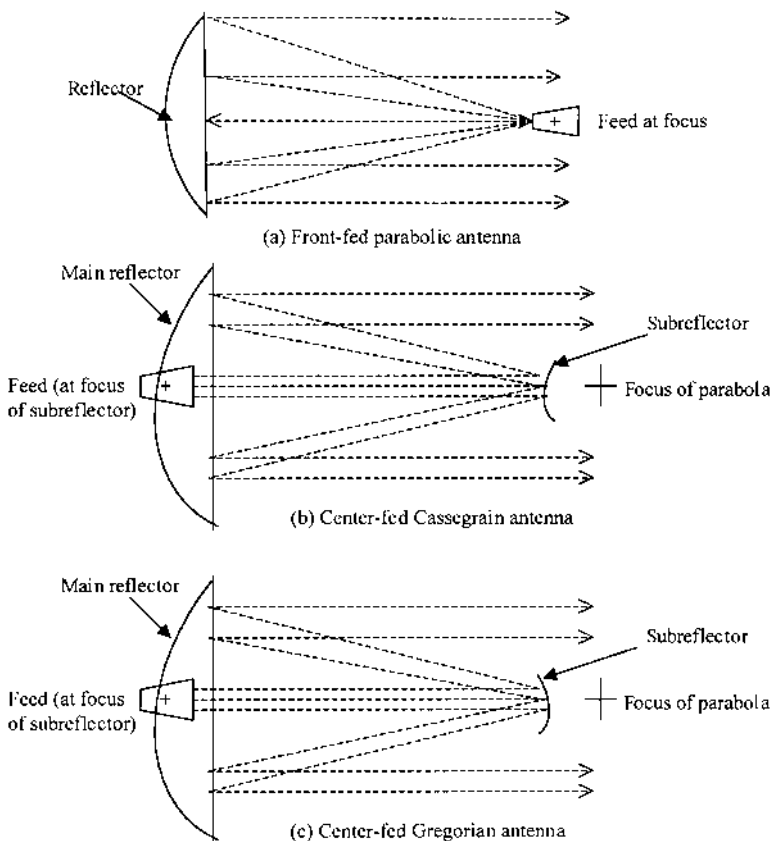 Reflector
Feed at focus
(a) Front-fed parabolic antenna
Main reflector
Subreflector
Feed (at focus
of subreflector)
Focus of parabola
(b) Center-fed Cassegrain antenna
Main reflector
Subreflector
Feed (at focus
of subreflector)
Focus of parabola
(c) Center-fed Gregorian antenna